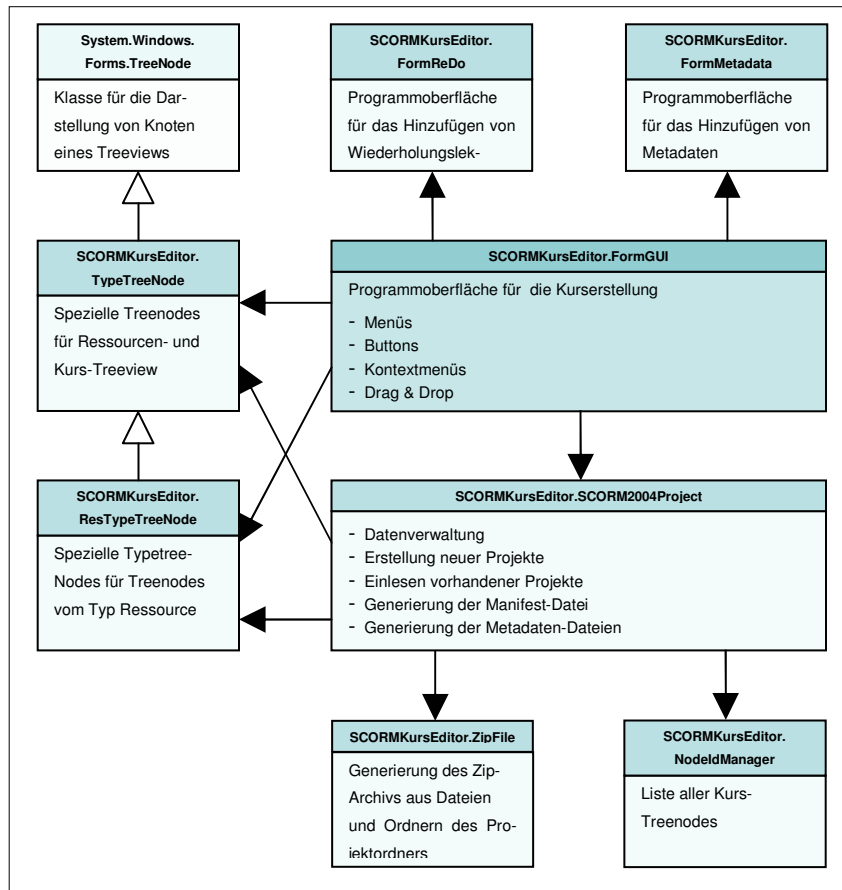 System.Windows.
Forms.TreeNode
Klasse für die Dar-
stellung von Knoten
eines Treeviews
SCORMKursEditor.
FormReDo
Programmoberfläche
für das Hinzufügen von
Wiederholungslek-
SCORMKursEditor.
FormMetadata
Programmoberfläche
für das Hinzufügen von
Metadaten
SCORMKursEditor.
TypeTreeNode
Spezielle Treenodes
für Ressourcen- und
Kurs-Treeview
SCORMKursEditor.FormGUI
Programmoberfläche für die Kurserstellung
- Menüs
- Buttons
- Kontextmenüs
- Drag & Drop
SCORMKursEditor.
ResTypeTreeNode
Spezielle Typetree-
Nodes für Treenodes
vom Typ Ressource
SCORMKursEditor.SCORM2004Project
- Datenverwaltung
- Erstellung neuer Projekte
- Einlesen vorhandener Projekte
- Generierung der Manifest-Datei
- Generierung der Metadaten-Dateien
SCORMKursEditor.ZipFile
Generierung des Zip-
Archivs aus Dateien
und Ordnern des Pro-
jektordners
SCORMKursEditor.
NodeIdManager
Liste aller Kurs-
Treenodes